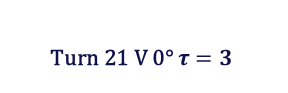 Turn 21 V 0° τ = 3